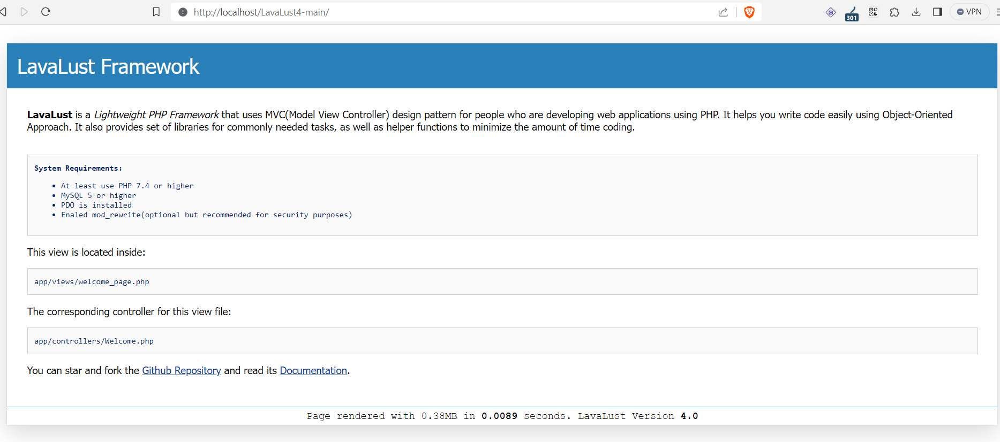 http://localhost/LavaLust4-main/
301
VPN
LavaLust Framework
LavaLust is a Lightweight PHP Framework that uses MVC(Model View Controller) design pattern for people who are developing web applications using PHP. It helps you write code easily using Object-Oriented
Approach. It also provides set of libraries for commonly needed tasks, as well as helper functions to minimize the amount of time coding.
System Requirements:
• At least use PHP 7.4 or higher
• MySQL 5 or higher
• PDO is installed
• Enaled mod_rewrite(optional but recommended for security purposes)
This view is located inside:
app/views/welcome_page.php
The corresponding controller for this view file:
app/controllers/Welcome.php
You can star and fork the Github Repository and read its Documentation.
Page rendered with 0.38MB in 0.0089 seconds. LavaLust Version 4.0